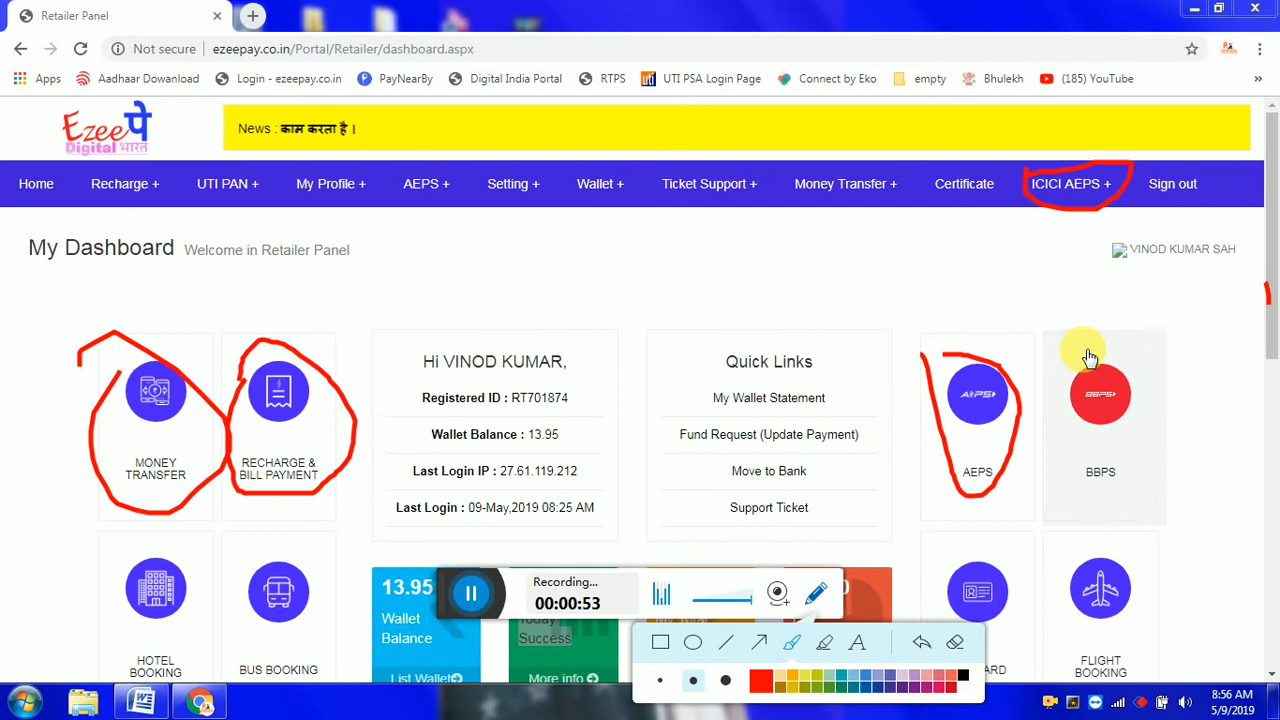 Retailer Panel
Not secure | ezeepay.co.in/Portal/Retailer/dashboard.aspx
Apps Aadhaar Dowanload Login - ezeepay.co.in PayNearBy Digital India Portal RTPS uti UTI PSA Login Page Connect by Eko empty Bhulekh (185) YouTube
Ezeeपे
Digital भारत
News : काम करता है ।
Home Recharge + UTI PAN + My Profile + AEPS + Setting + Wallet + Ticket Support + Money Transfer + Certificate ICICI AEPS + Sign out
My Dashboard Welcome in Retailer Panel
VINOD KUMAR SAH
MONEY TRANSFER
RECHARGE & BILL PAYMENT
Hi VINOD KUMAR,
Registered ID : RT701874
Wallet Balance : 13.95
Last Login IP : 27.61.119.212
Last Login : 09-May,2019 08:25 AM
Quick Links
My Wallet Statement
Fund Request (Update Payment)
Move to Bank
Support Ticket
AEPS
AEPS
BBPS
BBPS
HOTEL BOOKING
BUS BOOKING
13.95
Wallet Balance
List Wallet
Today Success
More info
FLIGHT BOOKING
Recording...
00:00:53
A
8:56 AM
5/9/2019